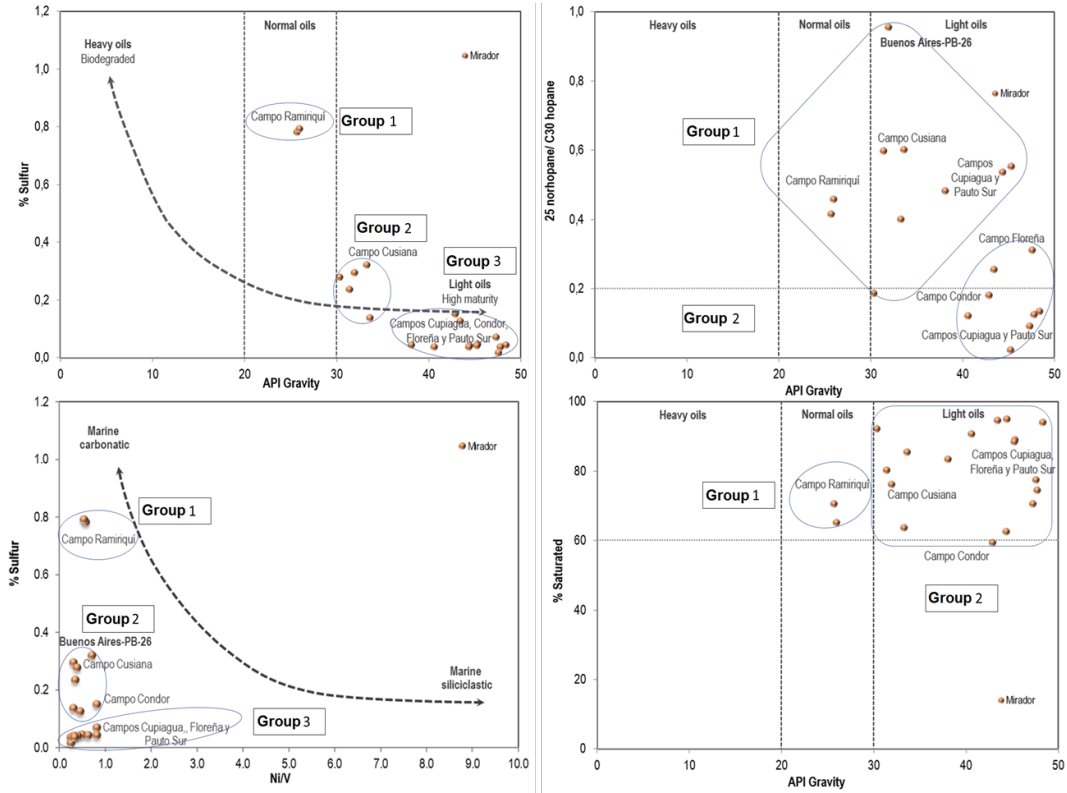 1,2
1,0
0,8
0,6
0,4
0,2
0,0
% Sulfur
Normal oils
Heavy oils
Biodegraded
Mirador
Campo Ramiriquí
Group 1
Group 2
Campo Cusiana
Group 3
Light oils
High maturity
Campos Cupiagua, Condor,
Floreña y Pauto Sur
0
10
20
30
40
50
API Gravity
1,0
0,8
0,6
0,4
0,2
0,0
25 norhopane/ C30 hopane
Heavy oils
Normal oils
Light oils
Buenos Aires-PB-26
Mirador
Group 1
Campo Cusiana
Campos
Cupiagua y
Pauto Sur
Campo Ramiriquí
Campo Floreña
Campo Condor
Group 2
Campos Cupiagua y Pauto Sur
0
10
20
30
40
50
API Gravity
1.2
1.0
0.8
0.6
0.4
0.2
0.0
% Sulfur
Marine
carbonatic
Mirador
Group 1
Campo Ramiriquí
Group 2
Buenos Aires-PB-26
Campo Cusiana
Marine
siliciclastic
Campo Condor
Group 3
Campos Cupiagua,, Floreña y
Pauto Sur
0.0
1.0
2.0
3.0
4.0
5.0
6.0
7.0
8.0
9.0
10.0
Ni/V
100
80
60
40
20
0
% Saturated
Heavy oils
Normal oils
Light oils
Campos Cupiagua,
Floreña y Pauto Sur
Group 1
Campo Ramiriquí
Campo Cusiana
Campo Condor
Group 2
Mirador
0
10
20
30
40
50
API Gravity